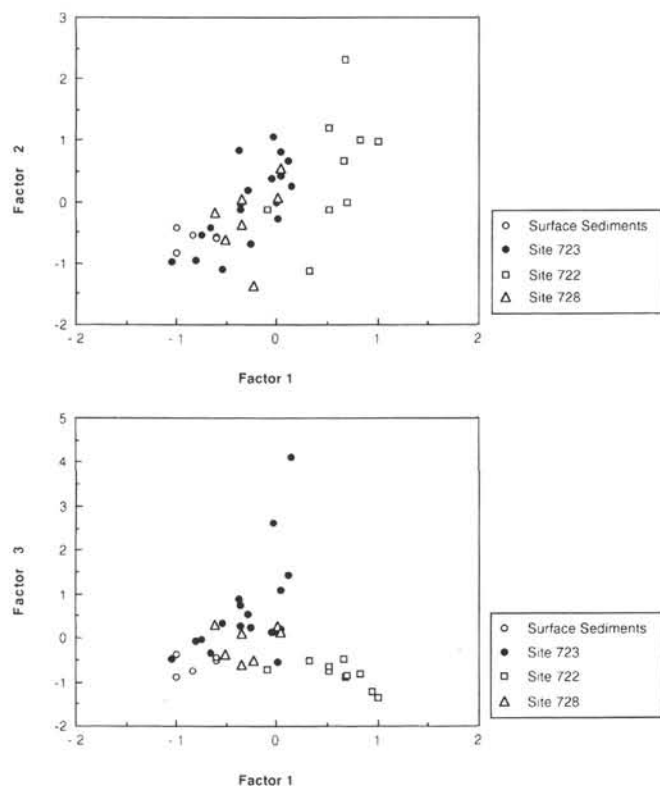 3
2
1
0
-1
-2
Factor 2
-2
-1
0
1
2
Factor 1
Surface Sediments
Site 723
Site 722
Site 728
5
4
3
2
1
0
-1
-2
Factor 3
-2
-1
0
1
2
Factor 1
Surface Sediments
Site 723
Site 722
Site 728